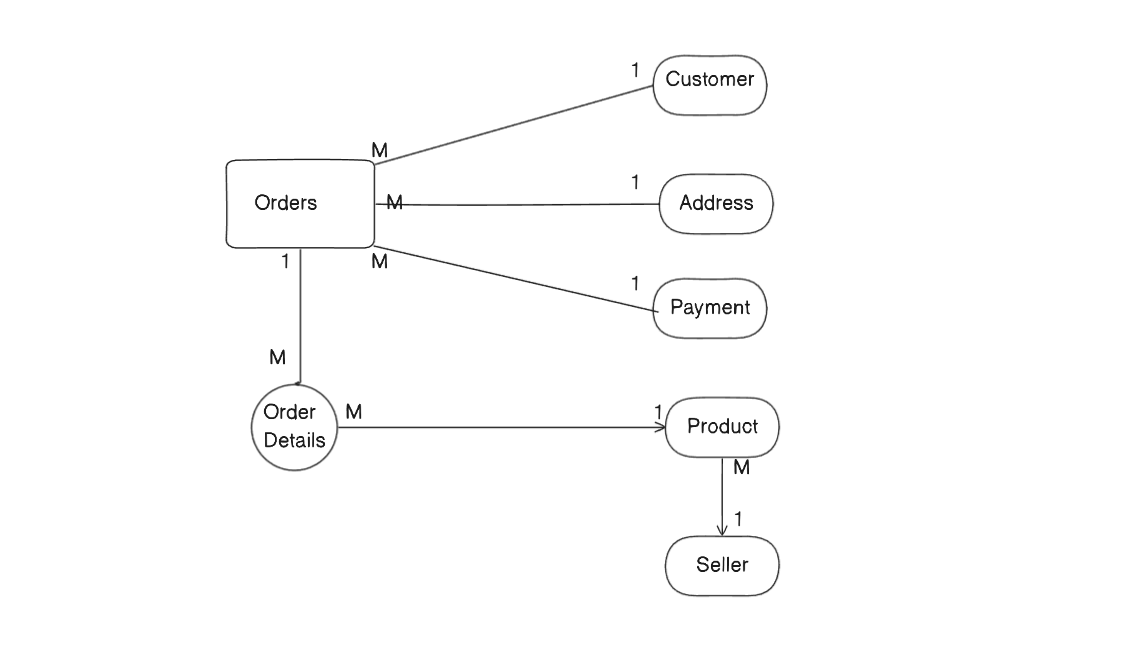 1
Customer
M
Orders
M
1
Address
1
M
1
Payment
M
Order
Details
M
1
Product
M
1
Seller